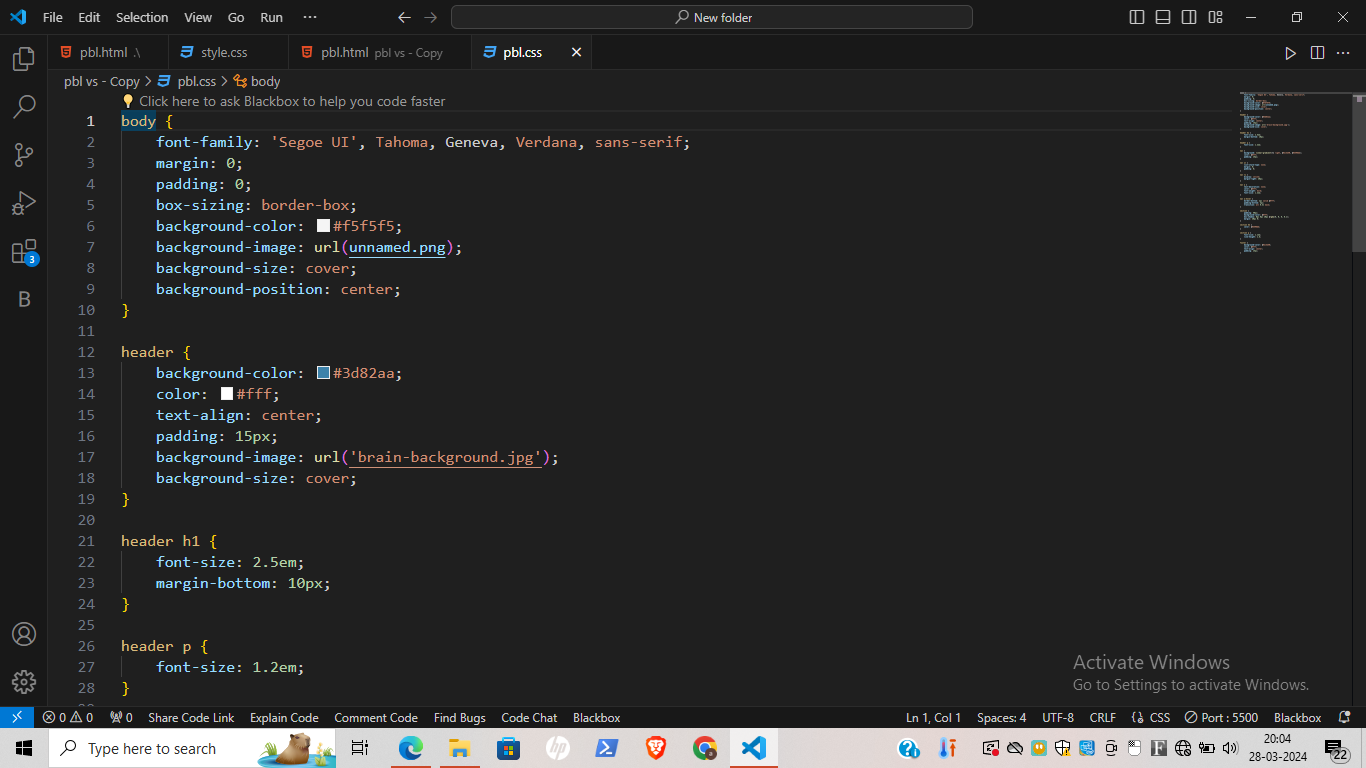 File Edit Selection View Go Run ··· New folder
pbl.html .\ style.css pbl.html pbl vs - Copy pbl.css
pbl vs - Copy > pbl.css > body
Click here to ask Blackbox to help you code faster
1 body {
2 font-family: 'Segoe UI', Tahoma, Geneva, Verdana, sans-serif;
3 margin: 0;
4 padding: 0;
5 box-sizing: border-box;
6 background-color: #f5f5f5;
7 background-image: url(unnamed.png);
8 background-size: cover;
9 background-position: center;
10 }
11
12 header {
13 background-color: #3d82aa;
14 color: #fff;
15 text-align: center;
16 padding: 15px;
17 background-image: url('brain-background.jpg');
18 background-size: cover;
19 }
20
21 header h1 {
22 font-size: 2.5em;
23 margin-bottom: 10px;
24 }
25
26 header p {
27 font-size: 1.2em;
28 }
3
B
Activate Windows
Go to Settings to activate Windows.
0 0 0 Share Code Link Explain Code Comment Code Find Bugs Code Chat Blackbox Ln 1, Col 1 Spaces: 4 UTF-8 CRLF {} CSS Port : 5500 Blackbox
Type here to search
hp
20:04
28-03-2024
22